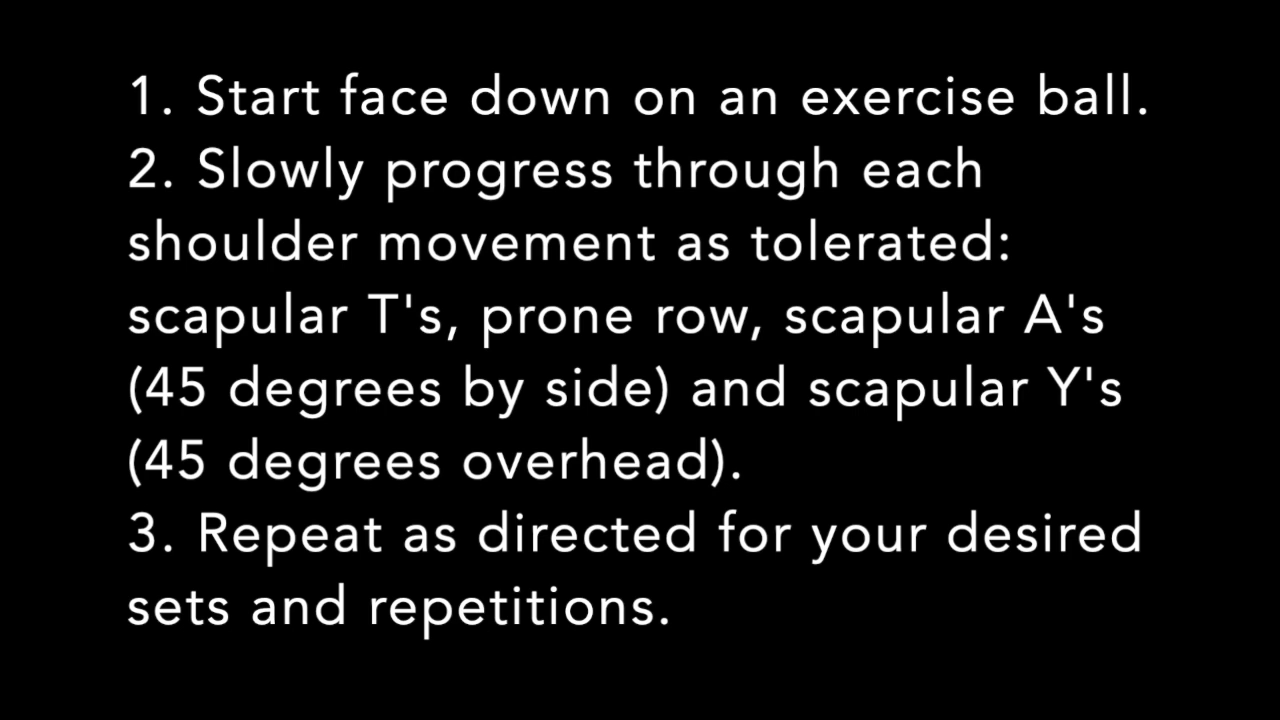 1. Start face down on an exercise ball.
2. Slowly progress through each
shoulder movement as tolerated:
scapular T's, prone row, scapular A's
(45 degrees by side) and scapular Y's
(45 degrees overhead).
3. Repeat as directed for your desired
sets and repetitions.